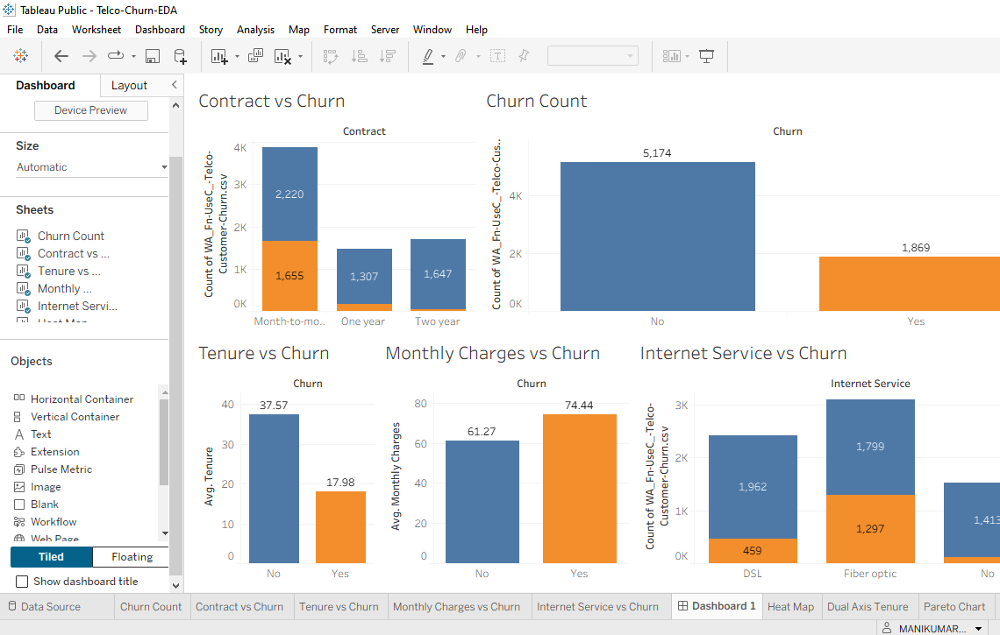 Tableau Public - Telco-Churn-EDA
File Data Worksheet Dashboard Story Analysis Map Format Server Window Help
Dashboard Layout
Device Preview
Size
Automatic
Sheets
Churn Count
Contract vs ...
Tenure vs ...
Monthly ...
Internet Servi...
Heat Map
Objects
Horizontal Container
Vertical Container
Text
Extension
Pulse Metric
Image
Blank
Workflow
Web Page
Tiled Floating
Show dashboard title
Contract vs Churn
Contract
Count of WA_Fn-UseC_-Telco-
Customer-Churn.csv
4K
3K
2K
1K
0K
2,220
1,655
1,307
1,647
Month-to-mo.. One year Two year
Churn Count
Churn
Count of WA_Fn-UseC_-Telco-Cus..
4K
2K
0K
5,174
1,869
No Yes
Tenure vs Churn
Churn
Avg. Tenure
40
30
20
10
0
37.57
17.98
No Yes
Monthly Charges vs Churn
Churn
Avg. Monthly Charges
80
60
40
20
0
61.27
74.44
No Yes
Internet Service vs Churn
Internet Service
Count of WA_Fn-UseC_-Telco-
Customer-Churn.csv
3K
2K
1K
0K
1,962
459
1,799
1,297
1,413
DSL Fiber optic No
Data Source Churn Count Contract vs Churn Tenure vs Churn Monthly Charges vs Churn Internet Service vs Churn Dashboard 1 Heat Map Dual Axis Tenure Pareto Chart
MANIKUMAR...